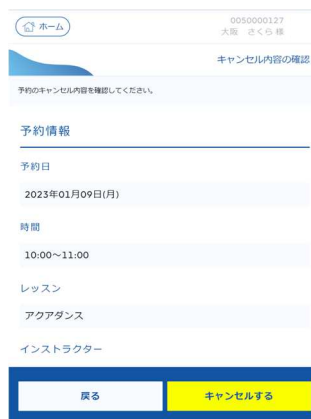 ホーム
0050000127
大阪 さくら 様
キャンセル内容の確認
予約のキャンセル内容を確認してください。
予約情報
予約日
2023年01月09日(月)
時間
10:00〜11:00
レッスン
アクアダンス
インストラクター
戻る
キャンセルする